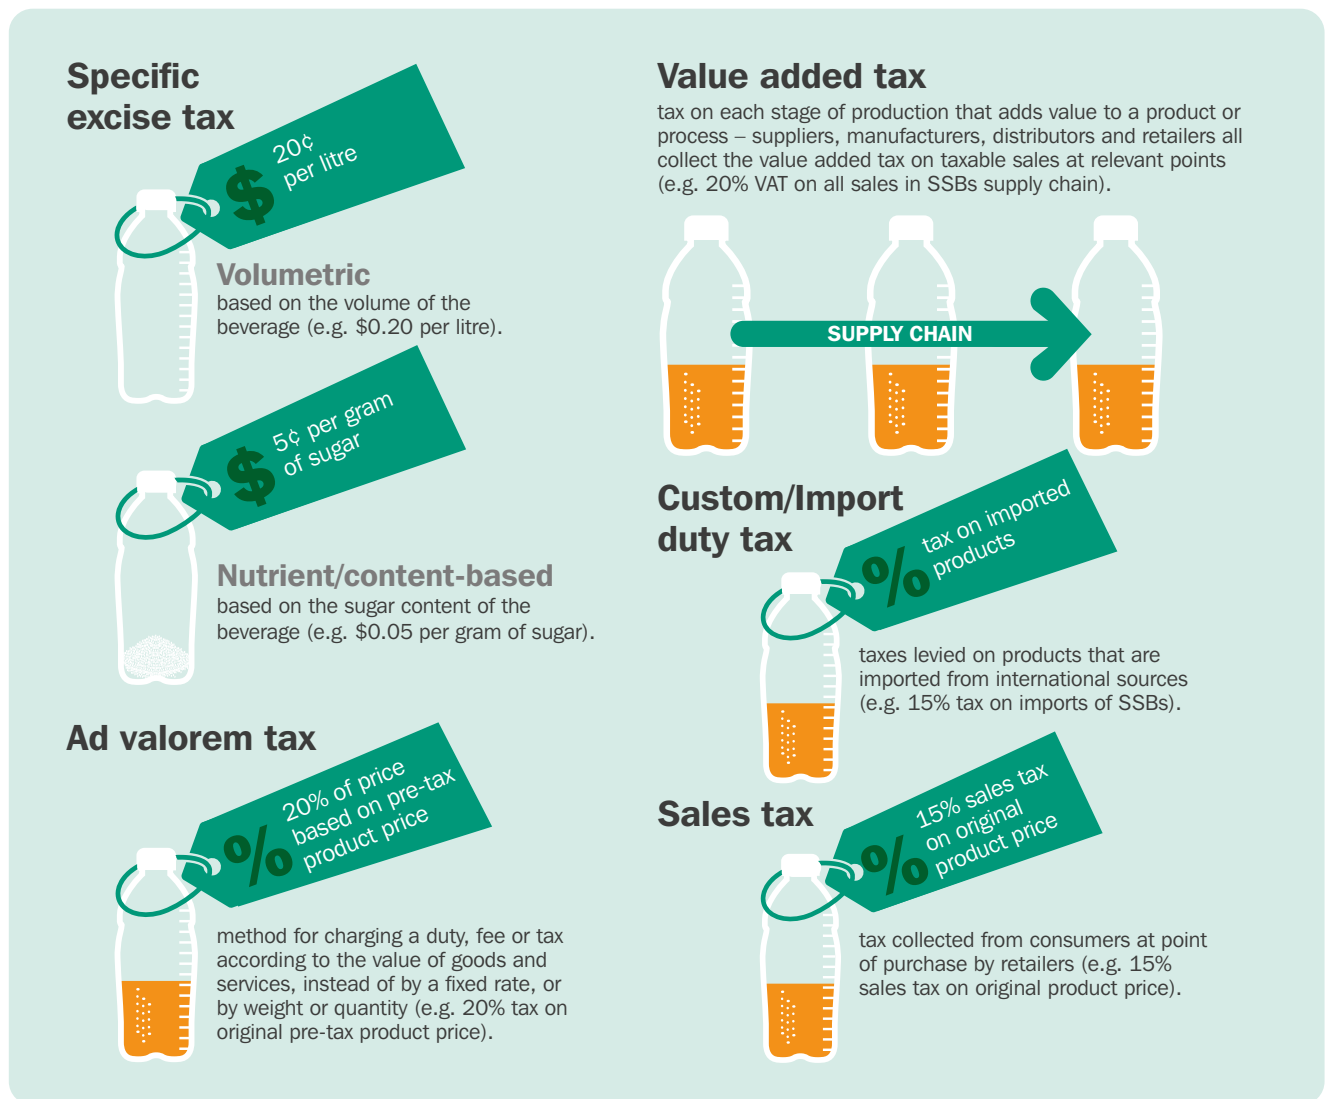 Specific
excise tax
$
20¢
per litre
Volumetric
based on the volume of the
beverage (e.g. $0.20 per litre).
$
5¢ per gram
of sugar
Nutrient/content-based
based on the sugar content of the
beverage (e.g. $0.05 per gram of sugar).
Ad valorem tax
%
20% of price
based on pre-tax
product price
method for charging a duty, fee or tax
according to the value of goods and
services, instead of by a fixed rate, or
by weight or quantity (e.g. 20% tax on
original pre-tax product price).
Value added tax
tax on each stage of production that adds value to a product or
process – suppliers, manufacturers, distributors and retailers all
collect the value added tax on taxable sales at relevant points
(e.g. 20% VAT on all sales in SSBs supply chain).
SUPPLY CHAIN
Custom/Import
duty tax
%
tax on imported
products
taxes levied on products that are
imported from international sources
(e.g. 15% tax on imports of SSBs).
Sales tax
%
15% sales tax
on original
product price
tax collected from consumers at point
of purchase by retailers (e.g. 15%
sales tax on original product price).